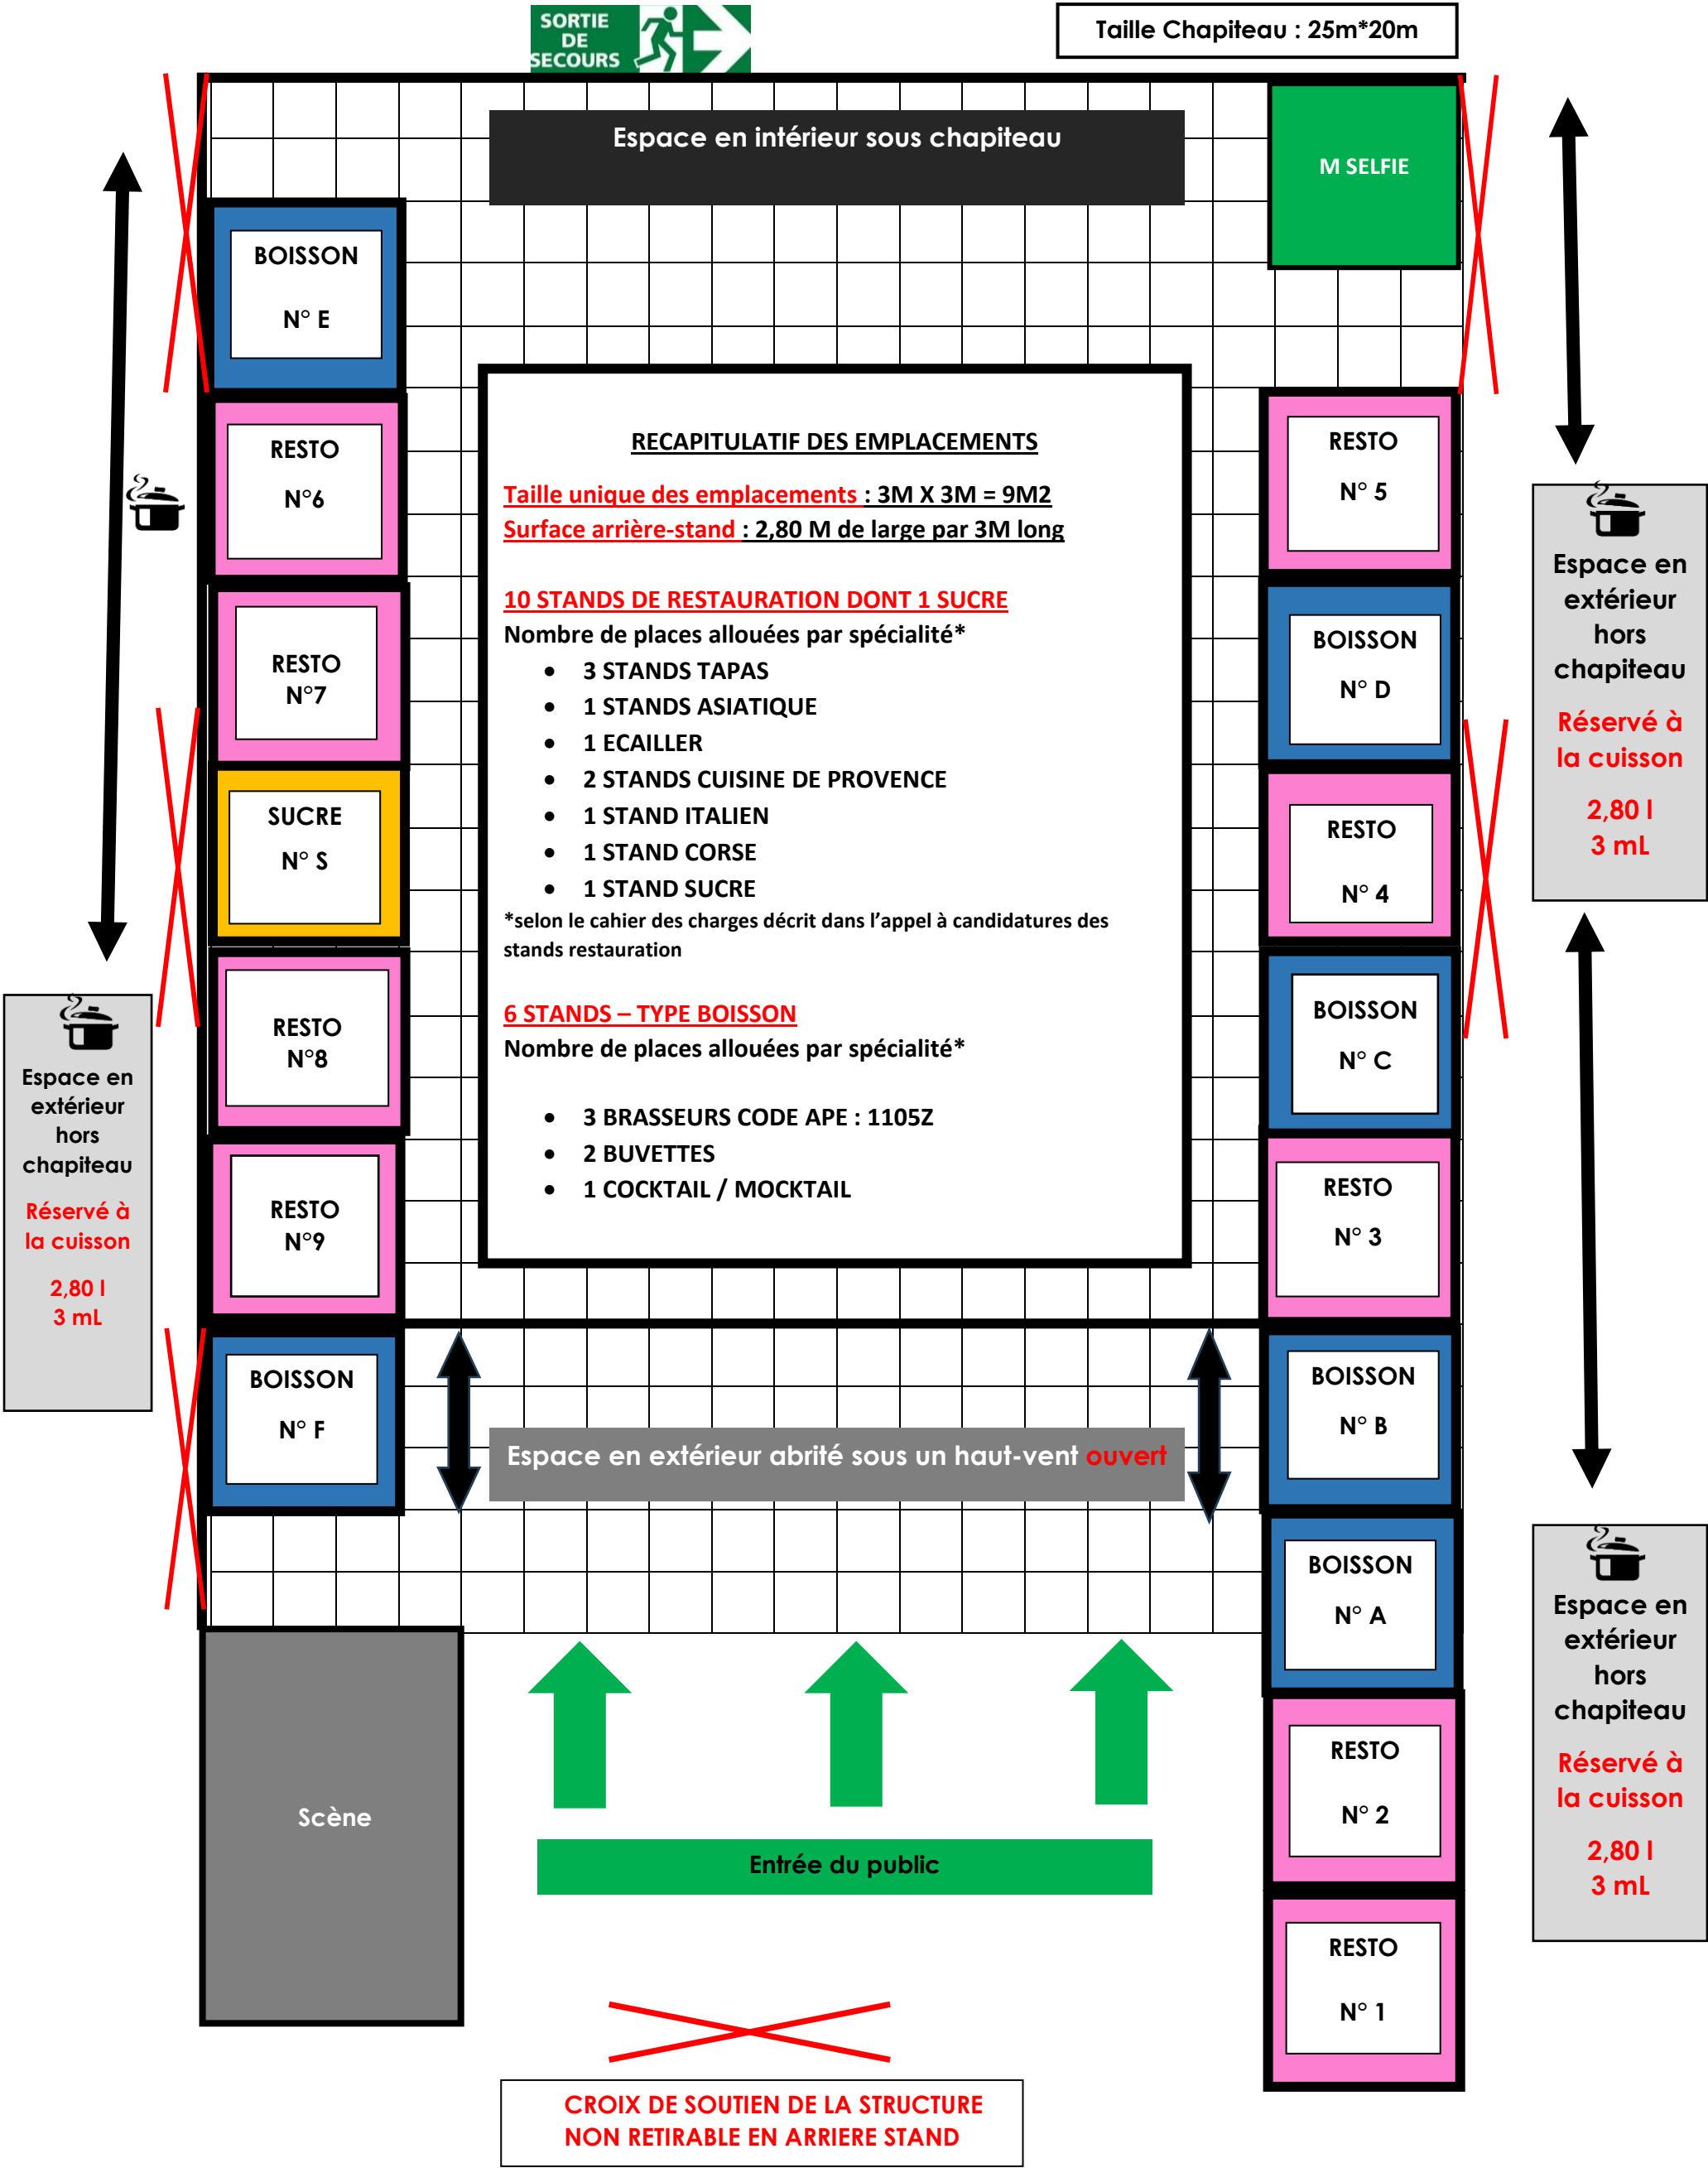 SORTIE
DE
SECOURS
Taille Chapiteau : 25m*20m
Espace en intérieur sous chapiteau
M SELFIE
BOISSON
N° E
RESTO
N°6
RESTO
N°7
SUCRE
N° S
RESTO
N°8
RESTO
N°9
BOISSON
N° F
RECAPITULATIF DES EMPLACEMENTS
Taille unique des emplacements : 3M X 3M = 9M2
Surface arrière-stand : 2,80 M de large par 3M long
10 STANDS DE RESTAURATION DONT 1 SUCRE
Nombre de places allouées par spécialité*
• 3 STANDS TAPAS
• 1 STANDS ASIATIQUE
• 1 ECAILLER
• 2 STANDS CUISINE DE PROVENCE
• 1 STAND ITALIEN
• 1 STAND CORSE
• 1 STAND SUCRE
*selon le cahier des charges décrit dans l'appel à candidatures des
stands restauration
6 STANDS – TYPE BOISSON
Nombre de places allouées par spécialité*
• 3 BRASSEURS CODE APE : 1105Z
• 2 BUVETTES
• 1 COCKTAIL / MOCKTAIL
RESTO
N° 5
BOISSON
N° D
RESTO
N° 4
BOISSON
N° C
RESTO
N° 3
BOISSON
N° B
BOISSON
N° A
RESTO
N° 2
RESTO
N° 1
Espace en
extérieur
hors
chapiteau
Réservé à
la cuisson
2,80 l
3 mL
Espace en
extérieur
hors
chapiteau
Réservé à
la cuisson
2,80 l
3 mL
Espace en
extérieur
hors
chapiteau
Réservé à
la cuisson
2,80 l
3 mL
Espace en extérieur abrité sous un haut-vent ouvert
Scène
Entrée du public
CROIX DE SOUTIEN DE LA STRUCTURE
NON RETIRABLE EN ARRIERE STAND